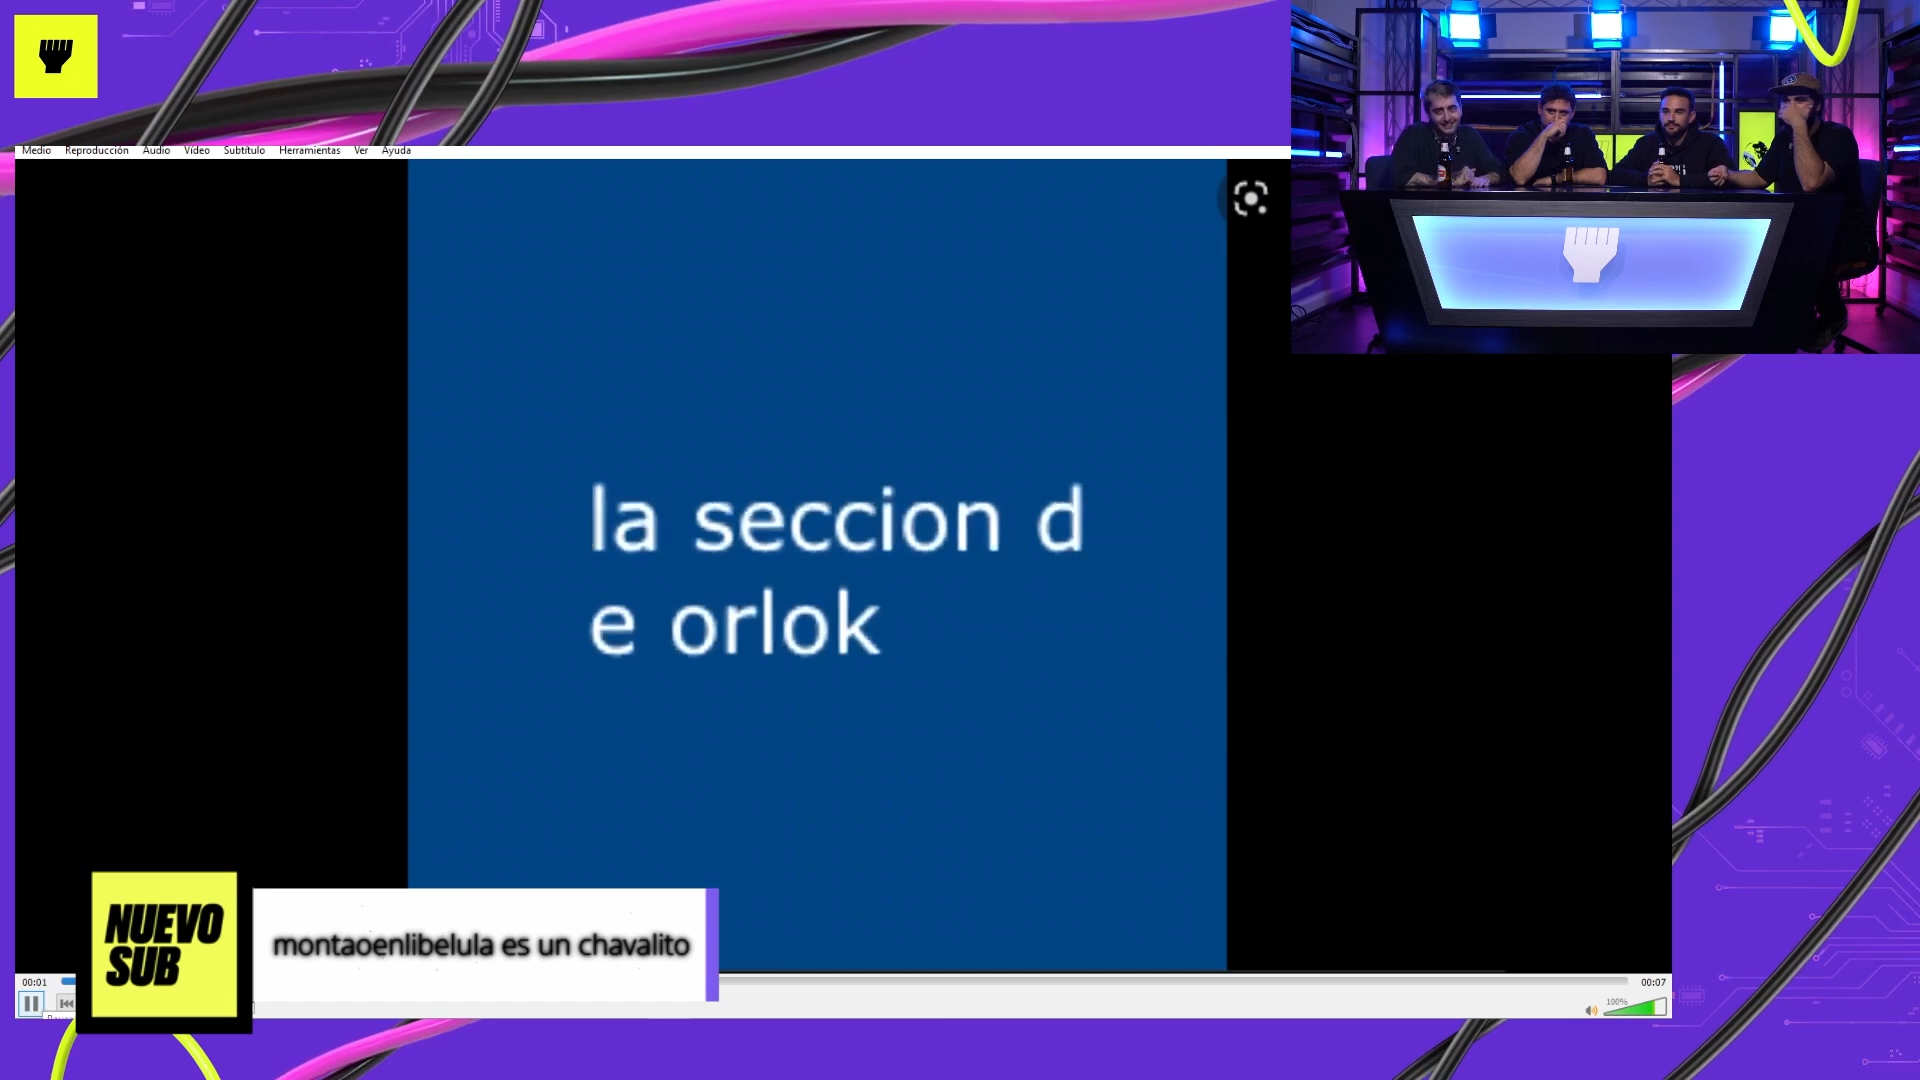 Medio Reproducción Audio Vídeo Subtítulo Herramientas Ver Ayuda
la seccion d
e orlok
NUEVO
SUB
montaoenlibelula es un chavalito
00:01
00:07
100%